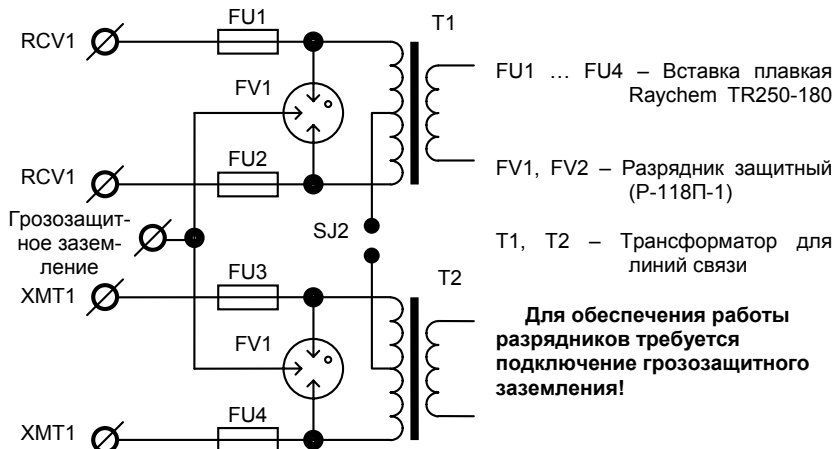 FU1
T1
RCV1
FV1
FU2
RCV1
Грозозащит-
ное зазем-
ление
SJ2
FU3
T2
XMT1
FV1
FU4
XMT1
FU1 … FU4 – Вставка плавкая
Raychem TR250-180
FV1, FV2 – Разрядник защитный
(Р-118П-1)
Т1, Т2 – Трансформатор для
линий связи
Для обеспечения работы
разрядников требуется
подключение грозозащитного
заземления!